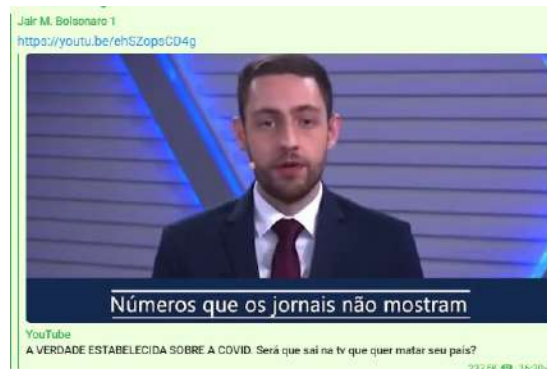 Jair M. Bolsonaro 1
https://youtu.be/ehSZopsCD4g
Números que os jornais não mostram
YouTube
A VERDADE ESTABELECIDA SOBRE A COVID. Será que sai na tv que quer matar seu país?